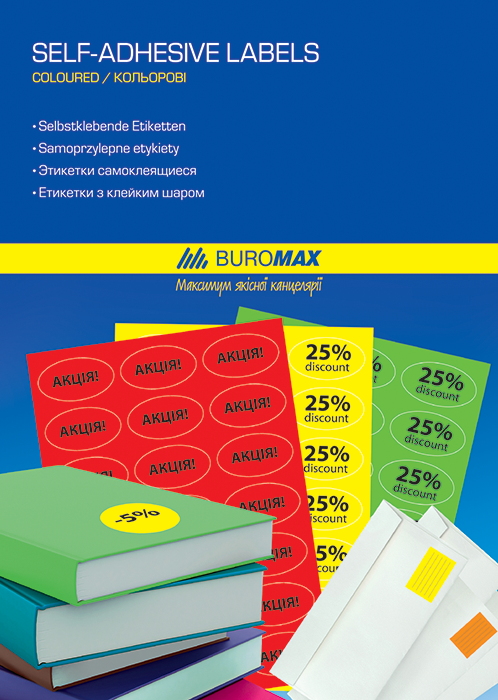 SELF-ADHESIVE LABELS
COLOURED / КОЛЬОРОВІ
• Selbstklebende Etiketten
• Samoprzylepne etykiety
• Этикетки самоклеящиеся
• Етикетки з клейким шаром
BUROMAX
Максимум якісної канцелярії
АКЦІЯ!
АКЦІЯ!
АКЦІЯ!
25%
discount
25%
discount
АКЦІЯ!
АКЦІЯ!
АКЦІЯ!
25%
discount
25%
discount
АКЦІЯ!
АКЦІЯ!
АКЦІЯ!
25%
discount
25%
discount
АКЦІЯ!
25%
discount
АКЦІЯ!
25%
discount
АКЦІЯ!
-5%